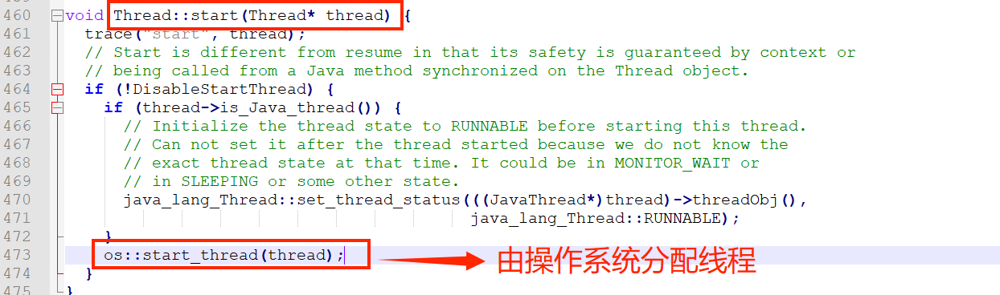 460 void Thread::start(Thread* thread) {
461 trace("start", thread);
462 // Start is different from resume in that its safety is guaranteed by context or
463 // being called from a Java method synchronized on the Thread object.
464 if (!DisableStartThread) {
465 if (thread->is_Java_thread()) {
466 // Initialize the thread state to RUNNABLE before starting this thread.
467 // Can not set it after the thread started because we do not know the
468 // exact thread state at that time. It could be in MONITOR_WAIT or
469 // in SLEEPING or some other state.
470 java_lang_Thread::set_thread_status(((JavaThread*)thread)->threadObj(),
471 java_lang_Thread::RUNNABLE);
472 }
473 os::start_thread(thread); 由操作系统分配线程
474 }
475 }